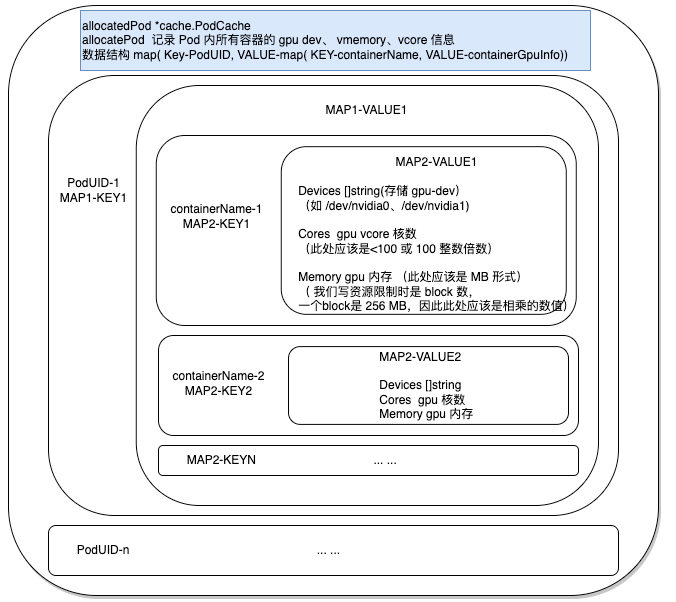 allocatedPod *cache.PodCache
allocatePod 记录 Pod 内所有容器的 gpu dev、 vmemory、vcore 信息
数据结构 map( Key-PodUID, VALUE-map( KEY-containerName, VALUE-containerGpuInfo))
MAP1-VALUE1
PodUID-1
MAP1-KEY1
containerName-1
MAP2-KEY1
MAP2-VALUE1
Devices []string(存储 gpu-dev）
（如 /dev/nvidia0、/dev/nvidia1)
Cores gpu vcore 核数
（此处应该是<100 或 100 整数倍数）
Memory gpu 内存 （此处应该是 MB 形式）
（ 我们写资源限制时是 block 数，
一个block是 256 MB，因此此处应该是相乘的数值）
containerName-2
MAP2-KEY2
MAP2-VALUE2
Devices []string
Cores gpu 核数
Memory gpu 内存
MAP2-KEYN
... ...
PodUID-n
... ...